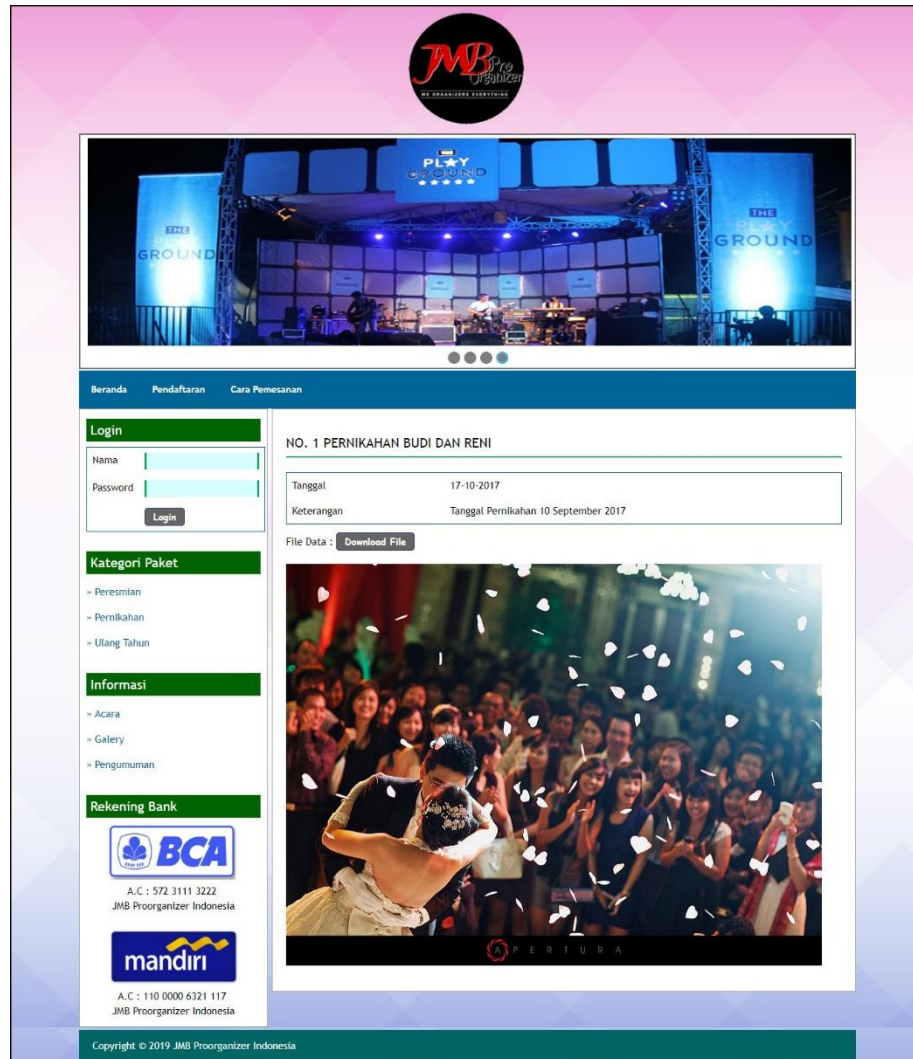 JMB Pro
Organizer
WE ORGANIZERS EVERYTHING
PLAY
GROUND
THE
PLAY
GROUND
THE
GROUND
Beranda Pendaftaran Cara Pemesanan
Login
Nama
Password
Login
Kategori Paket
» Peresmian
» Pernikahan
» Ulang Tahun
Informasi
» Acara
» Galery
» Pengumuman
Rekening Bank
BCA
A.C : 572 3111 3222
JMB Proorganizer Indonesia
mandiri
A.C : 110 0000 6321 117
JMB Proorganizer Indonesia
NO. 1 PERNIKAHAN BUDI DAN RENI
Tanggal 17-10-2017
Keterangan Tanggal Pernikahan 10 September 2017
File Data : Download File
APERTURA
Copyright © 2019 JMB Proorganizer Indonesia